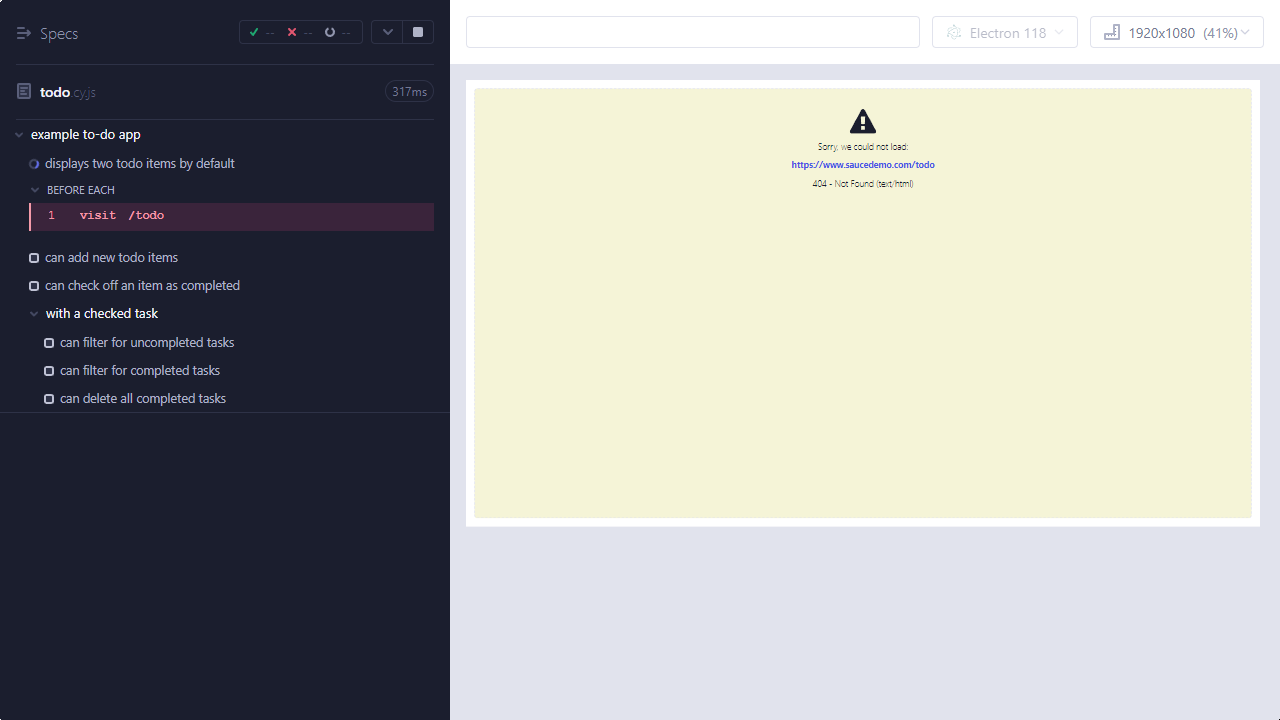 Specs
-- -- --
todo.cy.js 317ms
example to-do app
displays two todo items by default
BEFORE EACH
1 visit /todo
can add new todo items
can check off an item as completed
with a checked task
can filter for uncompleted tasks
can filter for completed tasks
can delete all completed tasks
Electron 118
1920x1080 (41%)
Sorry, we could not load:
https://www.saucedemo.com/todo
404 - Not Found (text/html)